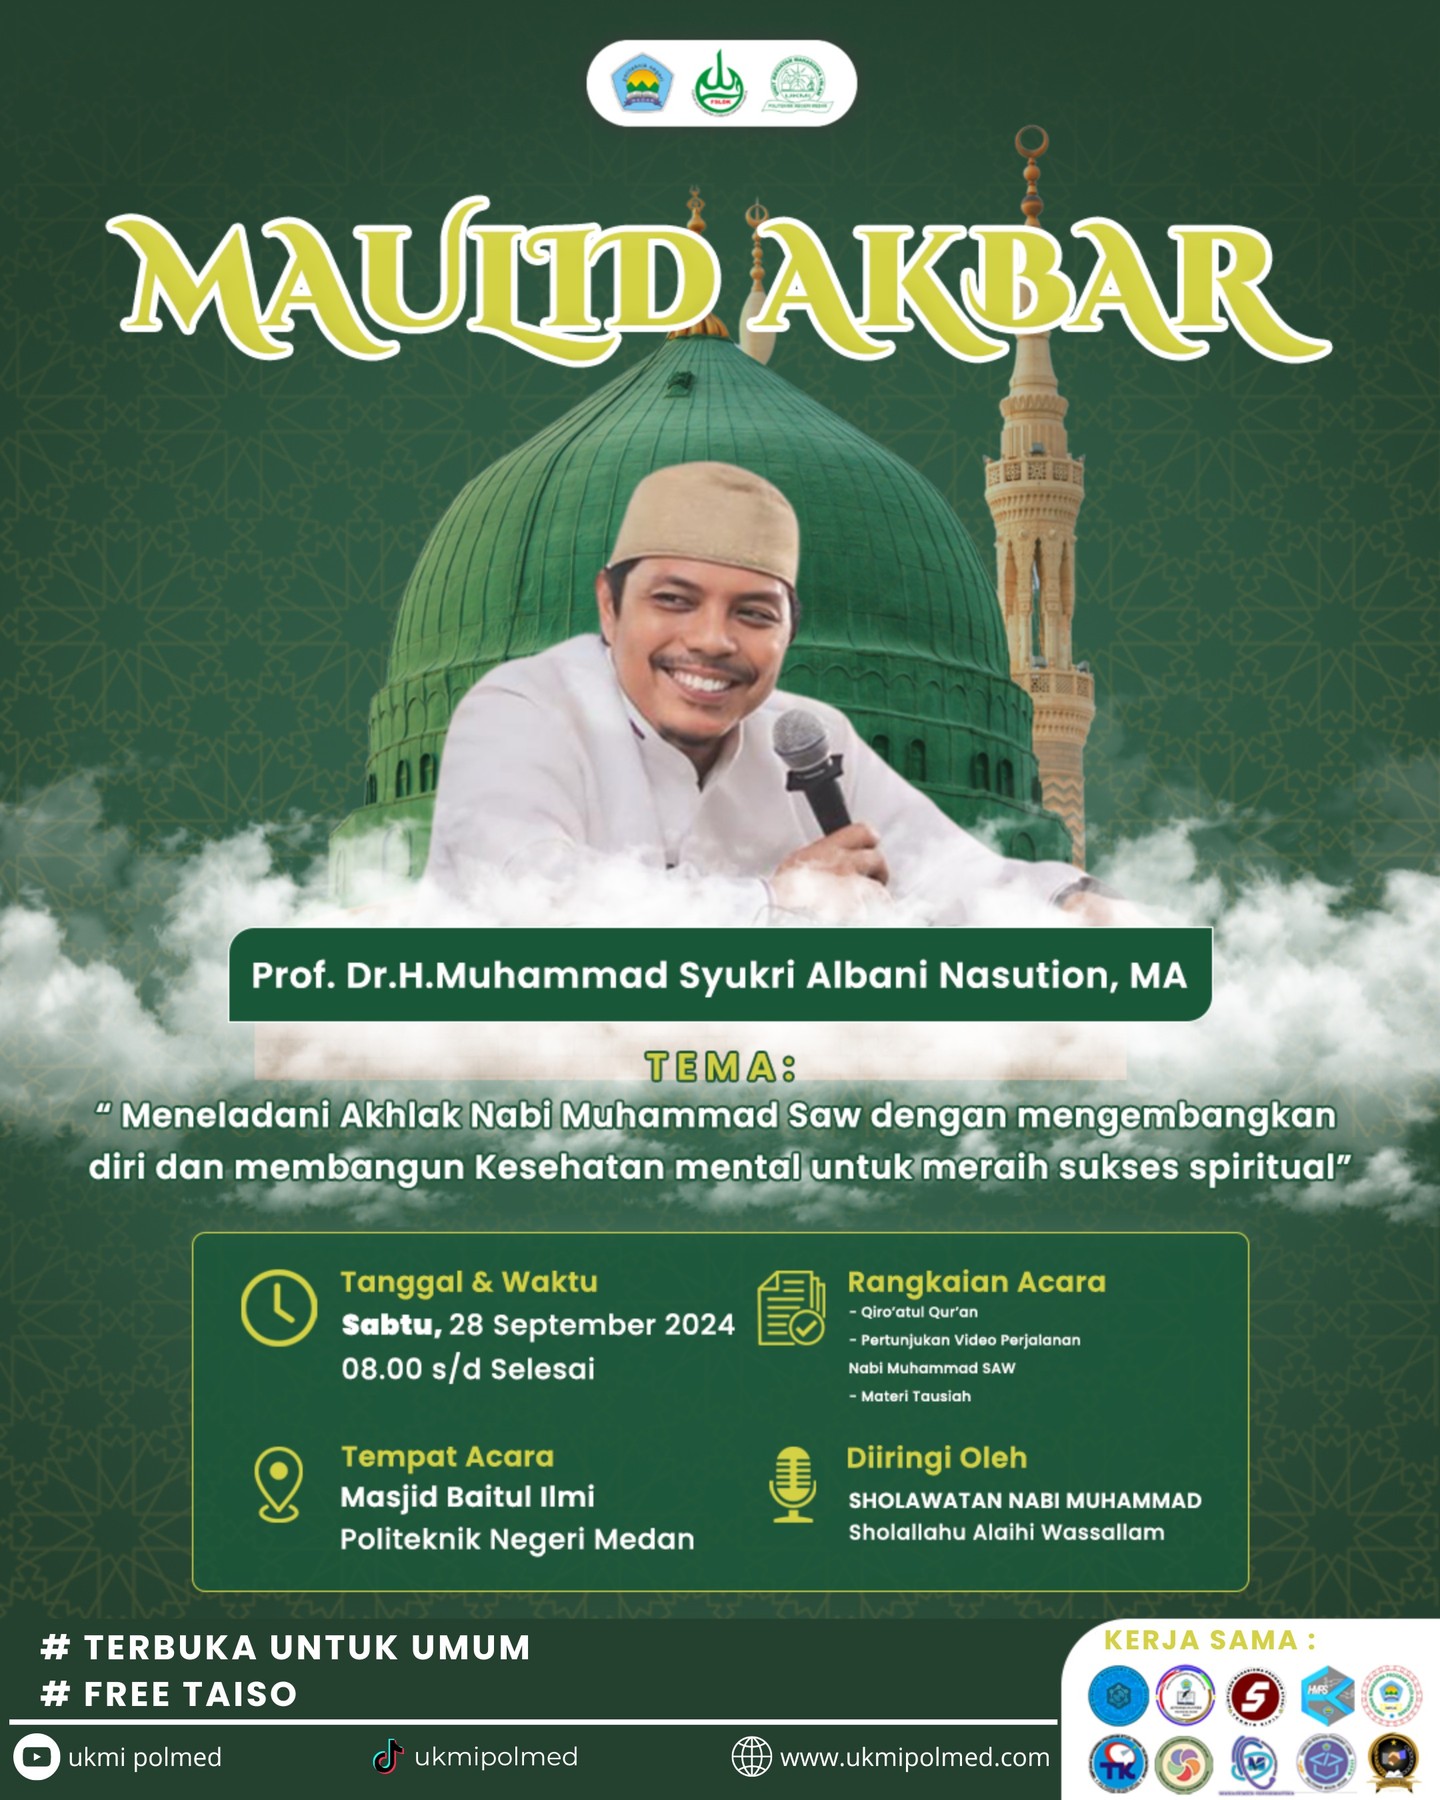 MAULID AKBAR
Prof. Dr.H.Muhammad Syukri Albani Nasution, MA
TEMA:
“ Meneladani Akhlak Nabi Muhammad Saw dengan mengembangkan
diri dan membangun Kesehatan mental untuk meraih sukses spiritual”
Tanggal & Waktu
Sabtu, 28 September 2024
08.00 s/d Selesai
Rangkaian Acara
- Qiro’atul Qur’an
- Pertunjukan Video Perjalanan
Nabi Muhammad SAW
- Materi Tausiah
Tempat Acara
Masjid Baitul Ilmi
Politeknik Negeri Medan
Diiringi Oleh
SHOLAWATAN NABI MUHAMMAD
Sholallahu Alaihi Wassallam
# TERBUKA UNTUK UMUM
# FREE TAISO
KERJA SAMA :
ukmi polmed
ukmipolmed
www.ukmipolmed.com